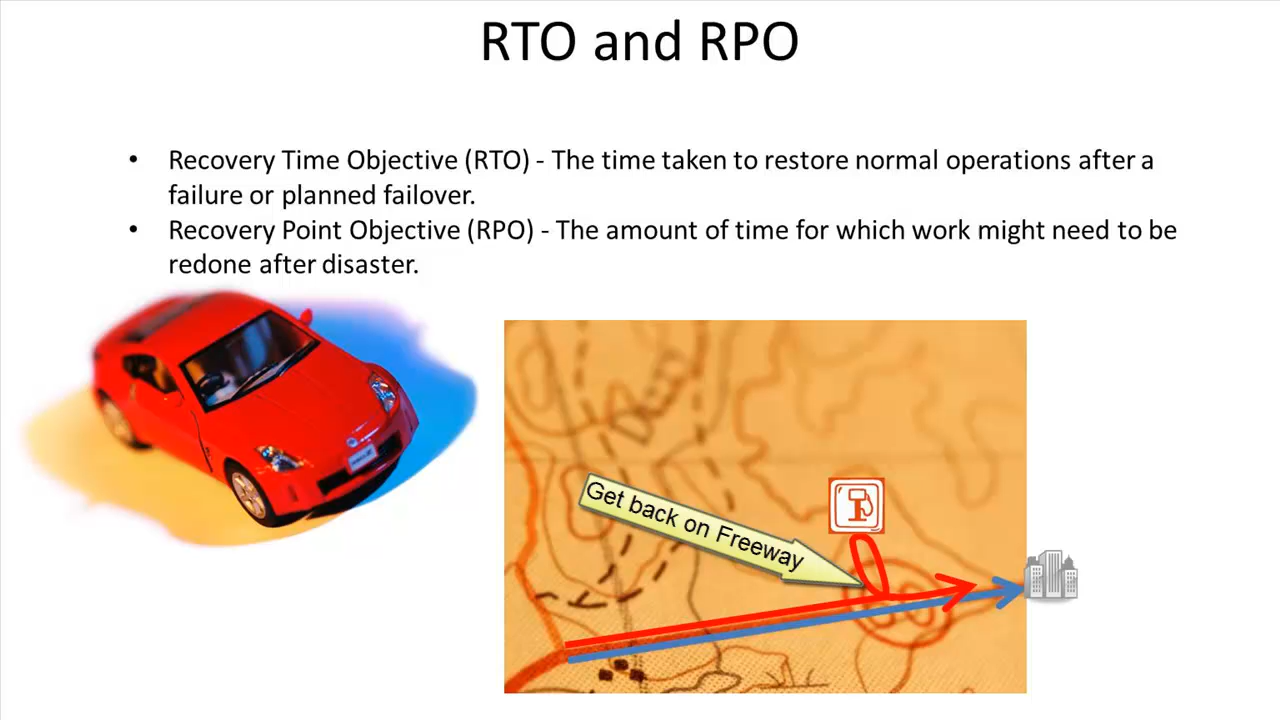 RTO and RPO
• Recovery Time Objective (RTO) - The time taken to restore normal operations after a
failure or planned failover.
• Recovery Point Objective (RPO) - The amount of time for which work might need to be
redone after disaster.
Get back on Freeway